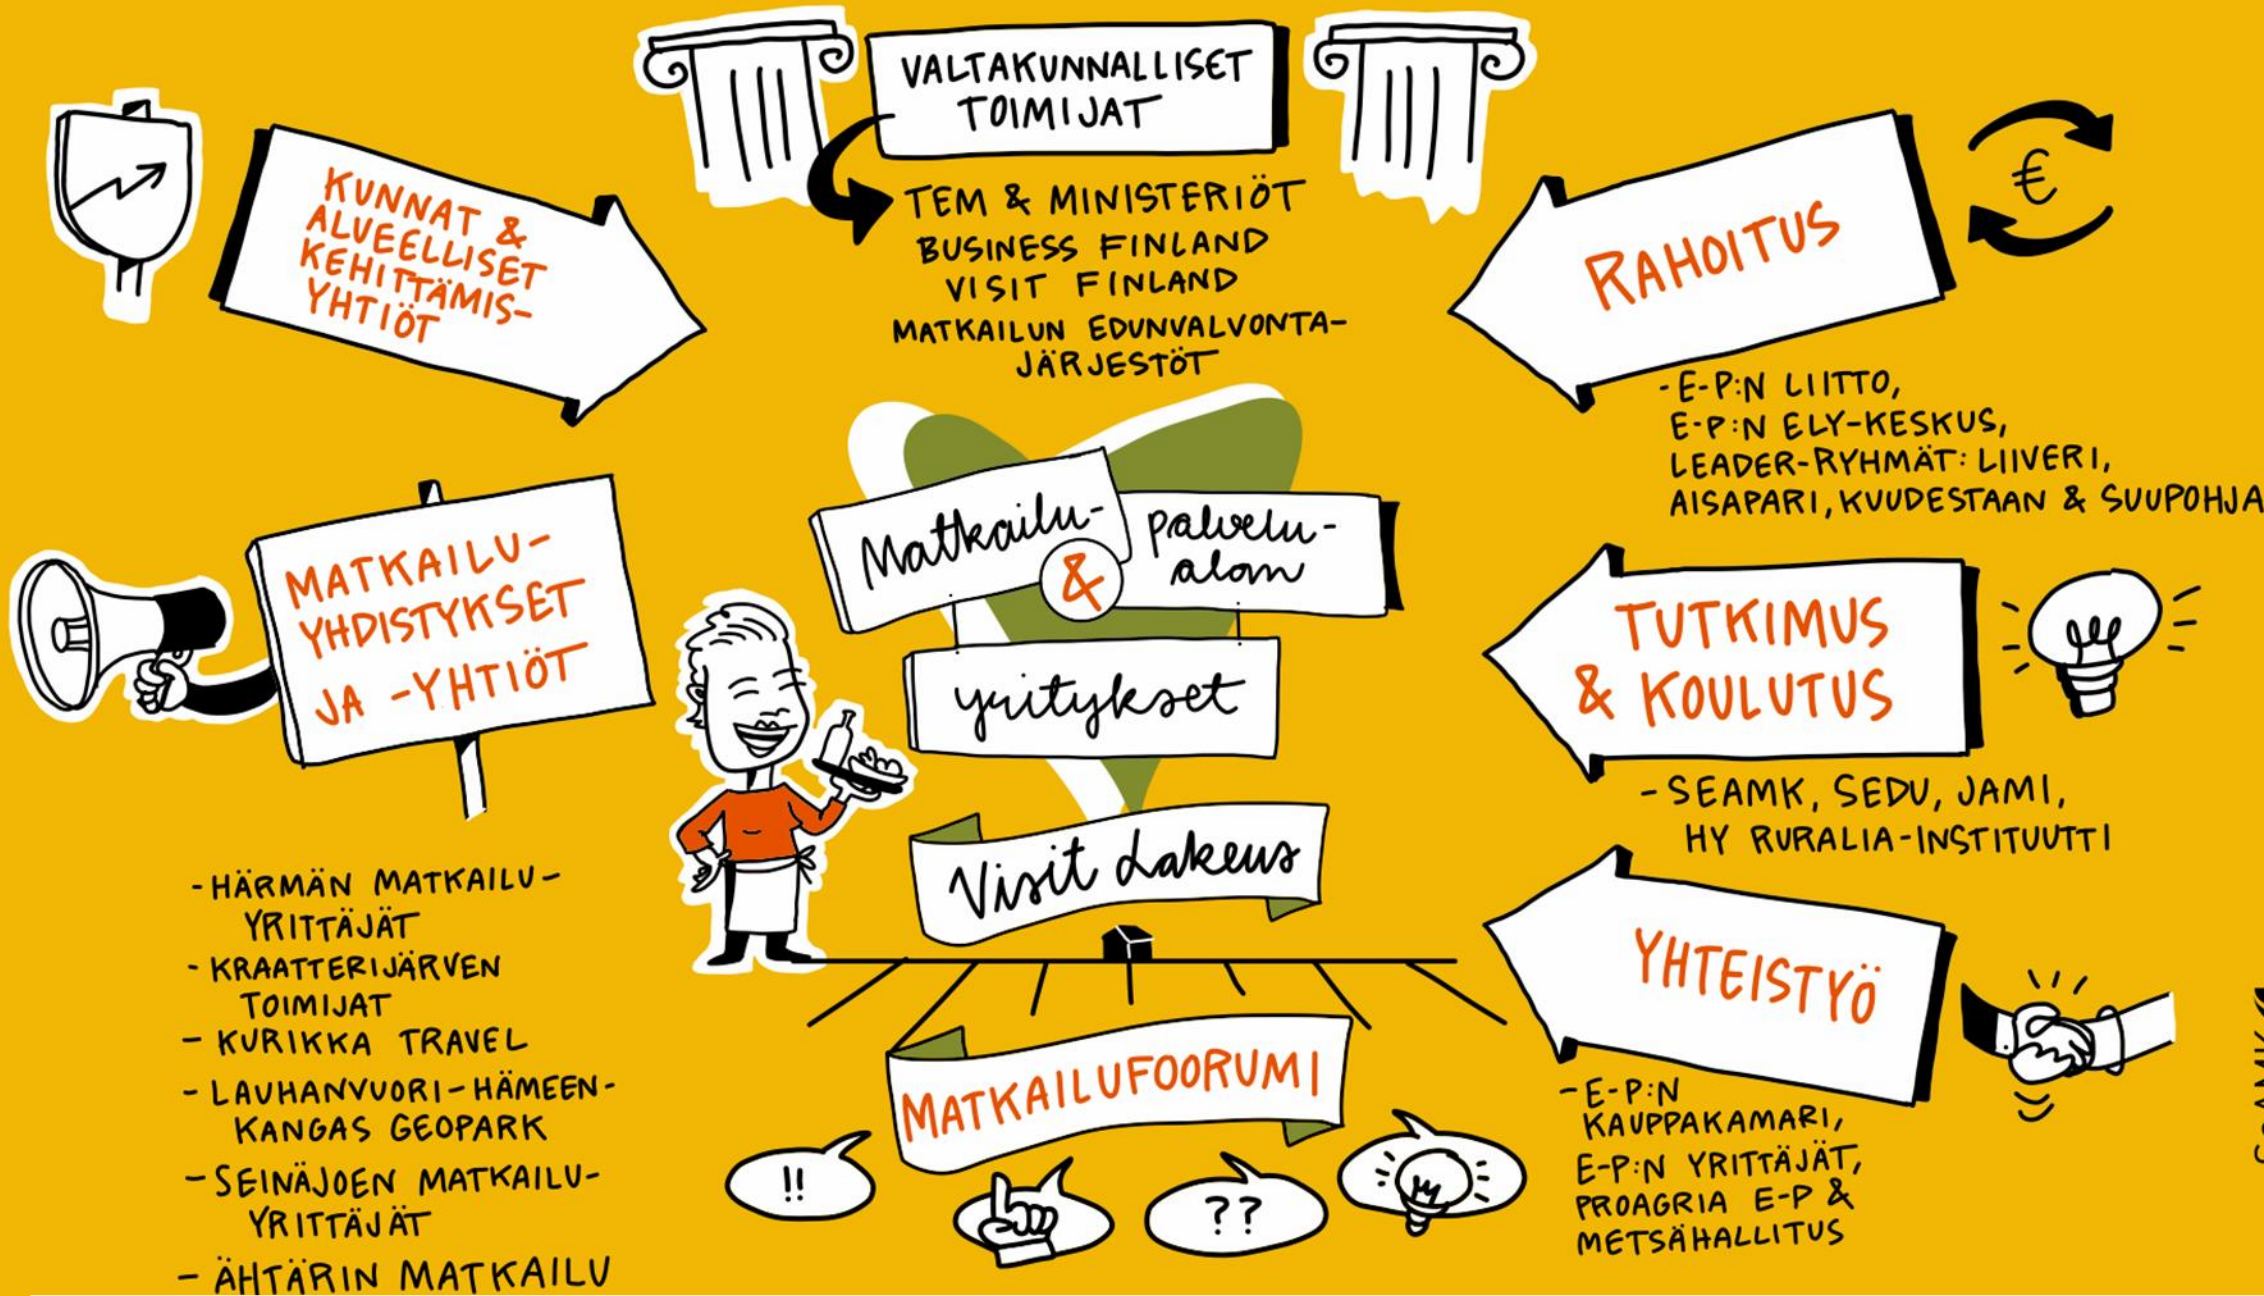 VALTAKUNNALLISET
TOIMIJAT
TEM & MINISTERIÖT
BUSINESS FINLAND
VISIT FINLAND
MATKAILUN EDUNVALVONTA-
JÄRJESTÖT
KUNNAT &
ALUEELLISET
KEHITTÄMIS-
YHTIÖT
RAHOITUS
€
- E-P:N LIITTO,
E-P:N ELY-KESKUS,
LEADER-RYHMÄT: LIIVERI,
AISAPARI, KUUDESTAAN & SUUPOHJA
MATKAILU-
YHDISTYKSET
JA -YHTIÖT
- HÄRMÄN MATKAILU-
YRITTÄJÄT
- KRAATTERIJÄRVEN
TOIMIJAT
- KURIKKA TRAVEL
- LAUHANVUORI-HÄMEEN-
KANGAS GEOPARK
- SEINÄJOEN MATKAILU-
YRITTÄJÄT
- ÄHTÄRIN MATKAILU
Matkailu-
&
palvelu-
alan
yritykset
Visit Lakeus
MATKAILUFOORUMI
!!
??
TUTKIMUS
& KOULUTUS
- SEAMK, SEDU, JAMI,
HY RURALIA-INSTITUUTTI
YHTEISTYÖ
- E-P:N
KAUPPAKAMARI,
E-P:N YRITTÄJÄT,
PROAGRIA E-P &
METSÄHALLITUS